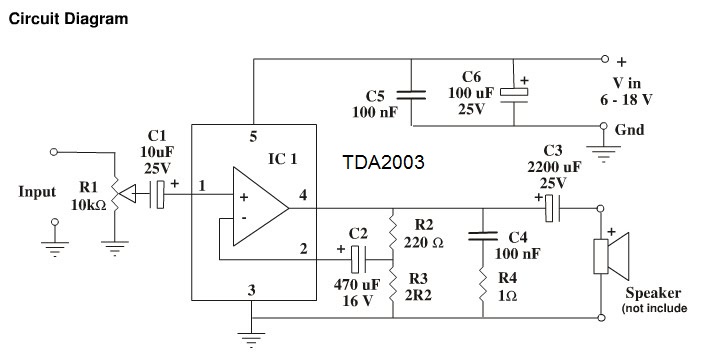 Circuit Diagram
+
C6
+
V in
C5
100 uF
6 - 18 V
100 nF
25V
C1
10uF
25V
5
IC 1
TDA2003
Gnd
C3
2200 uF
25V
Input
R1
10kΩ
+
1
+
-
4
+
R2
220 Ω
C2
+
2
C4
100 nF
+
470 uF
16 V
R3
2R2
R4
1Ω
3
Speaker
(not include